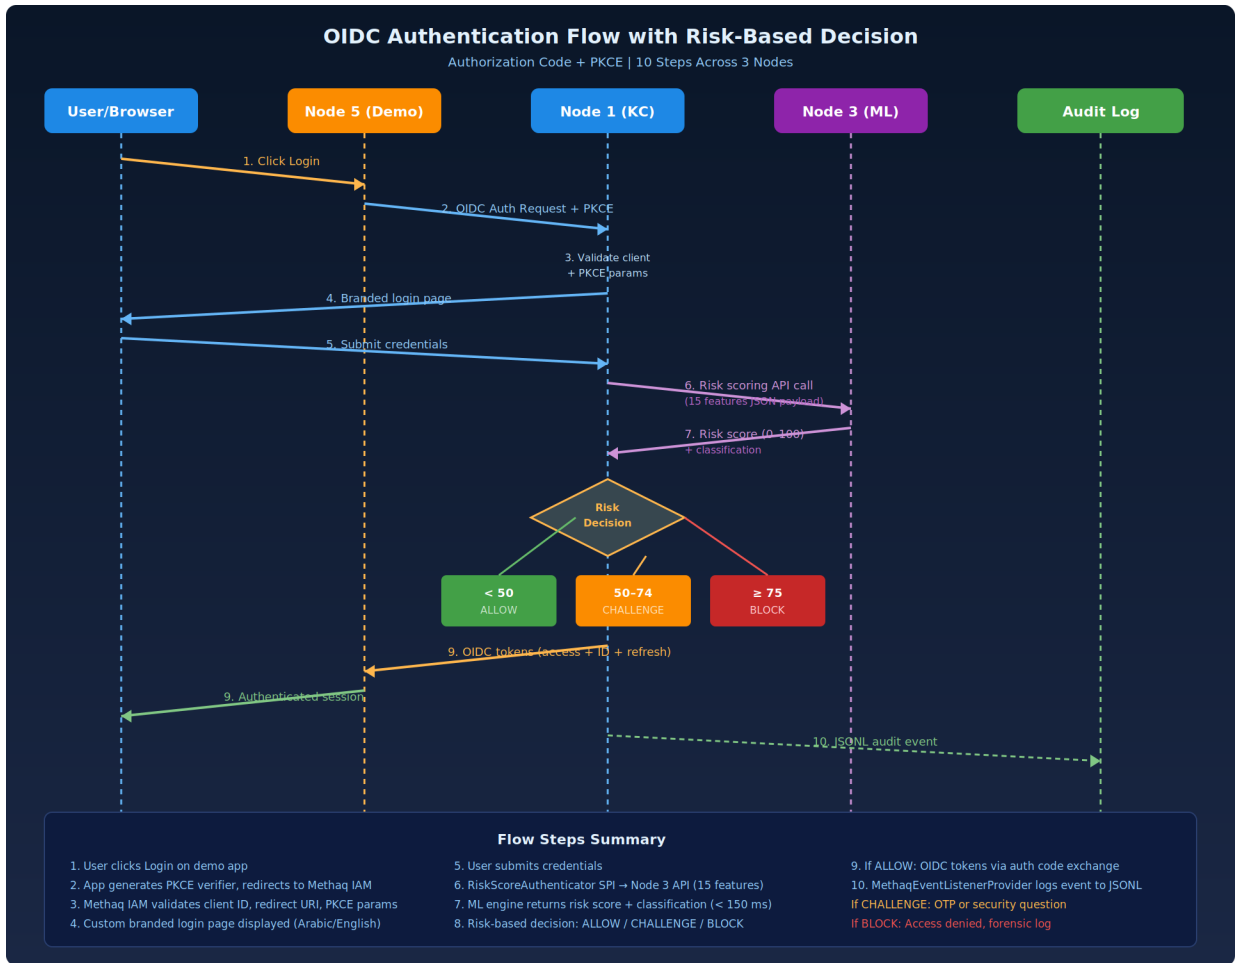 OIDC Authentication Flow with Risk-Based Decision
Authorization Code + PKCE | 10 Steps Across 3 Nodes
User/Browser
Node 5 (Demo)
Node 1 (KC)
Node 3 (ML)
Audit Log
1. Click Login
2. OIDC Auth Request + PKCE
3. Validate client
+ PKCE params
4. Branded login page
5. Submit credentials
6. Risk scoring API call
(15 features JSON payload)
7. Risk score (0–100)
+ classification
Risk
Decision
< 50
ALLOW
50–74
CHALLENGE
≥ 75
BLOCK
9. OIDC tokens (access + ID + refresh)
9. Authenticated session
10. JSONL audit event
Flow Steps Summary
1. User clicks Login on demo app
2. App generates PKCE verifier, redirects to Methaq IAM
3. Methaq IAM validates client ID, redirect URI, PKCE params
4. Custom branded login page displayed (Arabic/English)
5. User submits credentials
6. RiskScoreAuthenticator SPI → Node 3 API (15 features)
7. ML engine returns risk score + classification (< 150 ms)
8. Risk-based decision: ALLOW / CHALLENGE / BLOCK
9. If ALLOW: OIDC tokens via auth code exchange
10. MethaqEventListenerProvider logs event to JSONL
If CHALLENGE: OTP or security question
If BLOCK: Access denied, forensic log